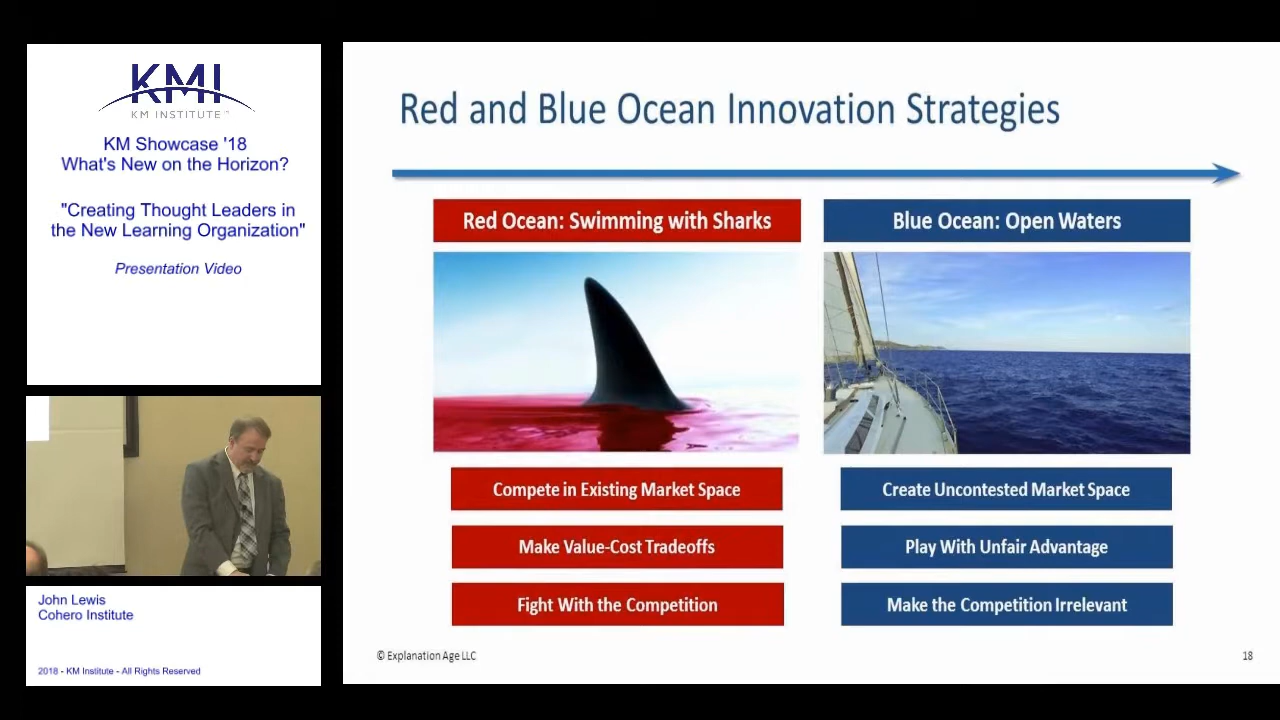 KMI
KM INSTITUTE™
KM Showcase '18
What's New on the Horizon?
"Creating Thought Leaders in
the New Learning Organization"
Presentation Video
John Lewis
Cohero Institute
2018 - KM Institute - All Rights Reserved
Red and Blue Ocean Innovation Strategies
Red Ocean: Swimming with Sharks
Compete in Existing Market Space
Make Value-Cost Tradeoffs
Fight With the Competition
Blue Ocean: Open Waters
Create Uncontested Market Space
Play With Unfair Advantage
Make the Competition Irrelevant
© Explanation Age LLC
18